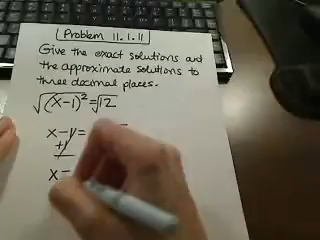 Problem 11.1.11
Give the exact solutions and
the approximate solutions to
three decimal places.
√(x-1)² = √12
x-1 =
+1
x =